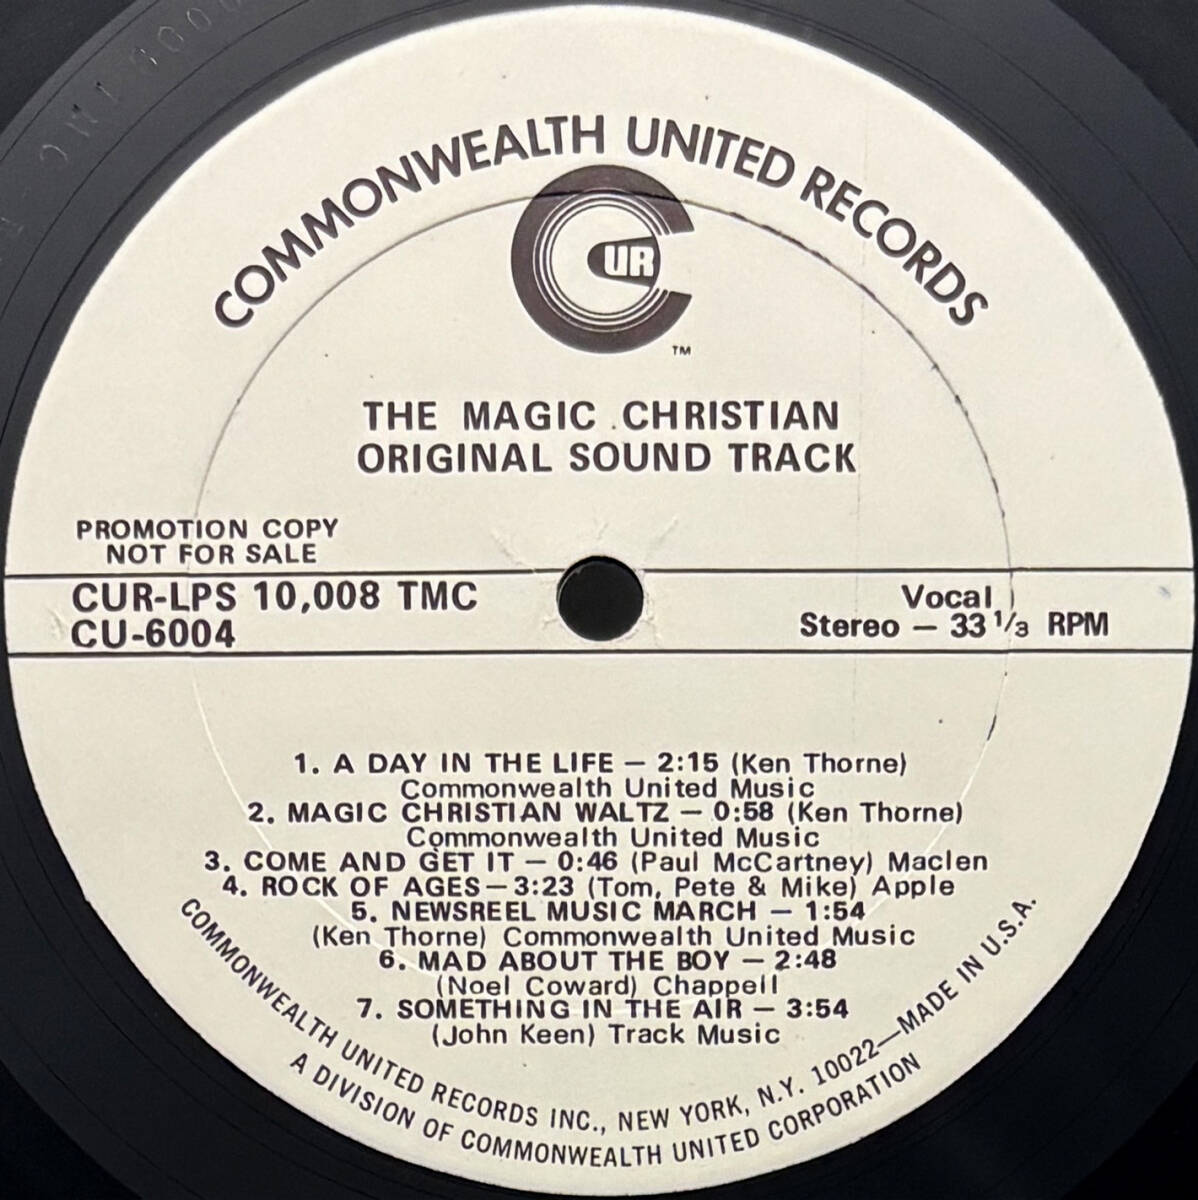 COMMONWEALTH UNITED RECORDS
CUR
TM
THE MAGIC CHRISTIAN
ORIGINAL SOUND TRACK
PROMOTION COPY
NOT FOR SALE
CUR-LPS 10,008 TMC
CU-6004
Vocal
Stereo — 33 1/3 RPM
1. A DAY IN THE LIFE — 2:15 (Ken Thorne)
Commonwealth United Music
2. MAGIC CHRISTIAN WALTZ — 0:58 (Ken Thorne)
Commonwealth United Music
3. COME AND GET IT — 0:46 (Paul McCartney) Maclen
4. ROCK OF AGES — 3:23 (Tom, Pete & Mike) Apple
5. NEWSREEL MUSIC MARCH — 1:54
(Ken Thorne) Commonwealth United Music
6. MAD ABOUT THE BOY — 2:48
(Noel Coward) Chappell
7. SOMETHING IN THE AIR — 3:54
(John Keen) Track Music
COMMONWEALTH UNITED RECORDS INC., NEW YORK, N.Y. 10022—MADE IN U.S.A.
A DIVISION OF COMMONWEALTH UNITED CORPORATION